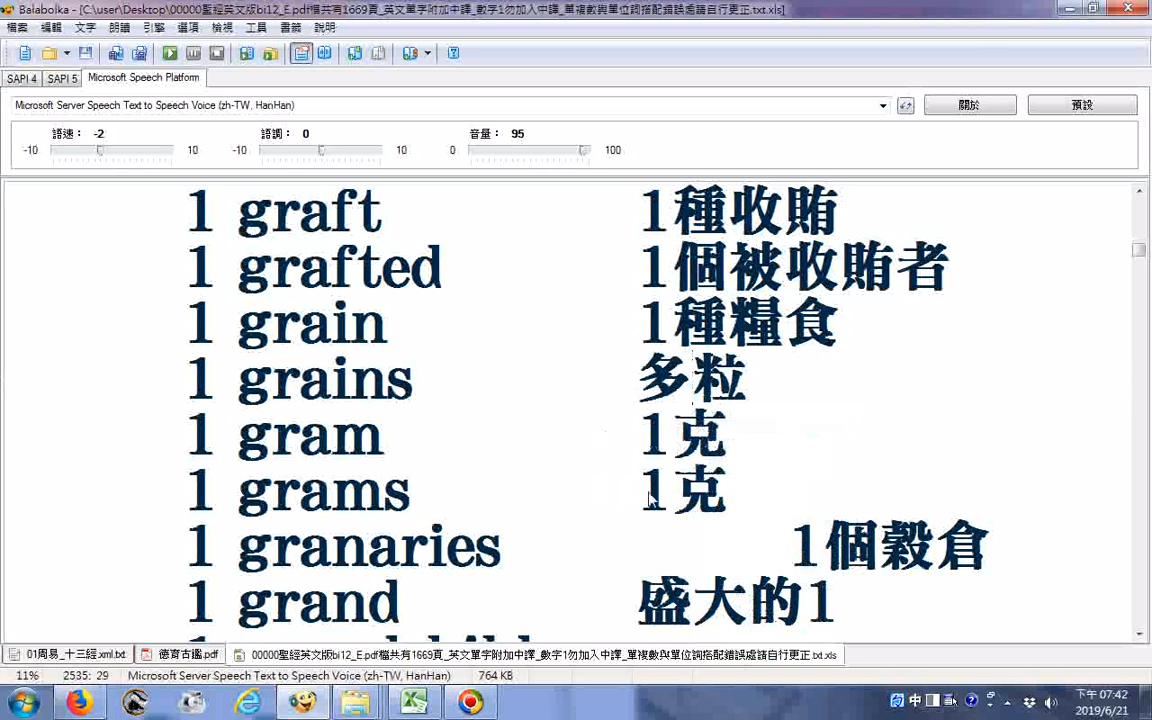 Balabolka - [C:\user\Desktop\00000聖經英文版bi12_E.pdf檔共有1669頁_英文單字附加中譯_數字1勿加入中譯_單複數與單位詞搭配錯誤處請自行更正.txt.xls]
檔案 編輯 文字 朗讀 引擎 選項 檢視 工具 書籤 說明
SAPI 4 SAPI 5 Microsoft Speech Platform
Microsoft Server Speech Text to Speech Voice (zh-TW, HanHan) 關於 預設
語速： -2 語調： 0 音量： 95
-10 10 -10 10 0 100
1 graft 1種收賄
1 grafted 1個被收賄者
1 grain 1種糧食
1 grains 多粒
1 gram 1克
1 grams 1克
1 granaries 1個穀倉
1 grand 盛大的1
01周易_十三經.xml.txt 德育古鑑.pdf 00000聖經英文版bi12_E.pdf檔共有1669頁_英文單字附加中譯_數字1勿加入中譯_單複數與單位詞搭配錯誤處請自行更正.txt.xls
11% 2535: 29 Microsoft Server Speech Text to Speech Voice (zh-TW, HanHan) 764 KB
中 下午 07:42
2019/6/21